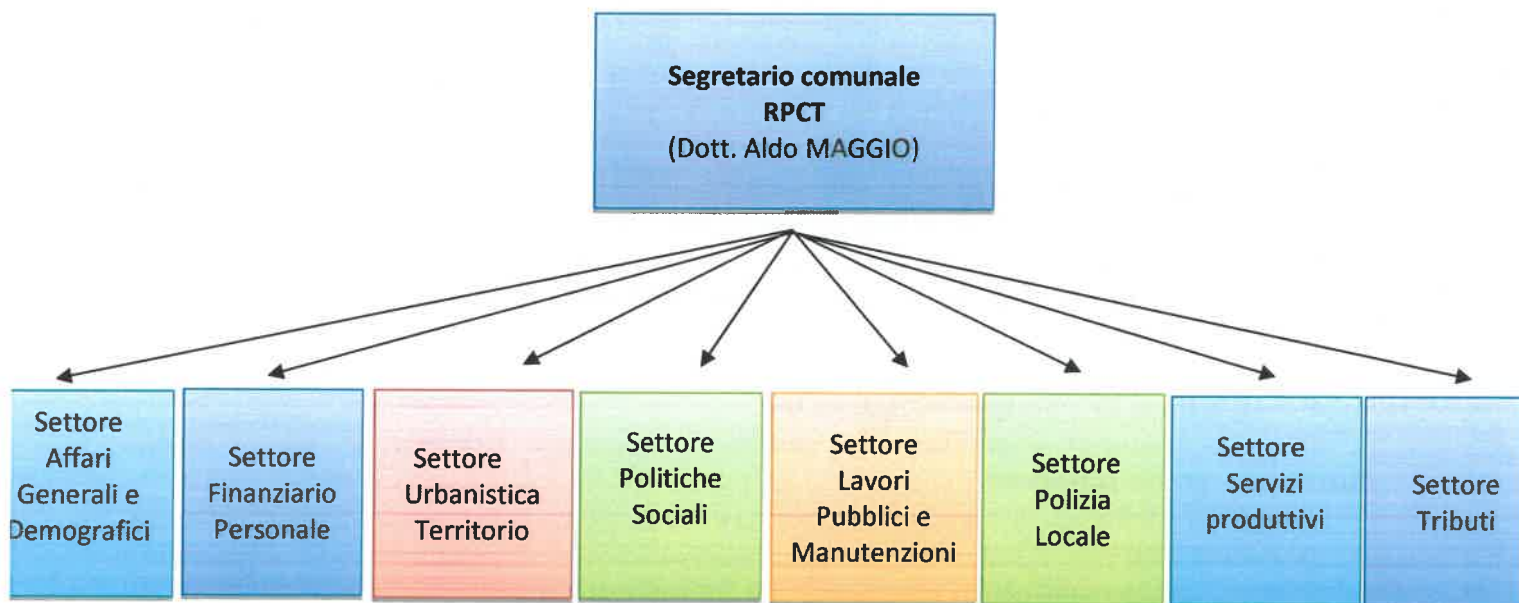 Segretario comunale
RPCT
(Dott. Aldo MAGGIO)
Settore
Affari
Generali e
Demografici
Settore
Finanziario
Personale
Settore
Urbanistica
Territorio
Settore
Politiche
Sociali
Settore
Lavori
Pubblici e
Manutenzioni
Settore
Polizia
Locale
Settore
Servizi
produttivi
Settore
Tributi